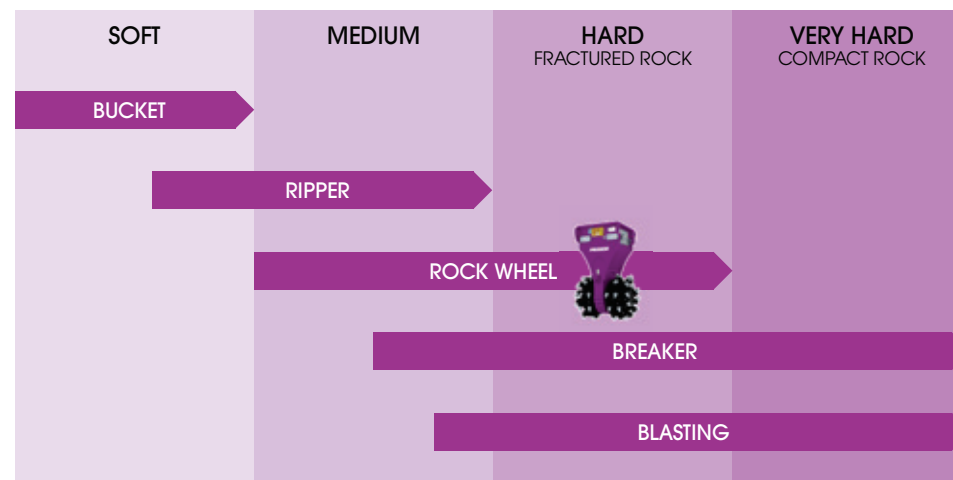 SOFT
MEDIUM
HARD
FRACTURED ROCK
VERY HARD
COMPACT ROCK
BUCKET
RIPPER
ROCK WHEEL
BREAKER
BLASTING